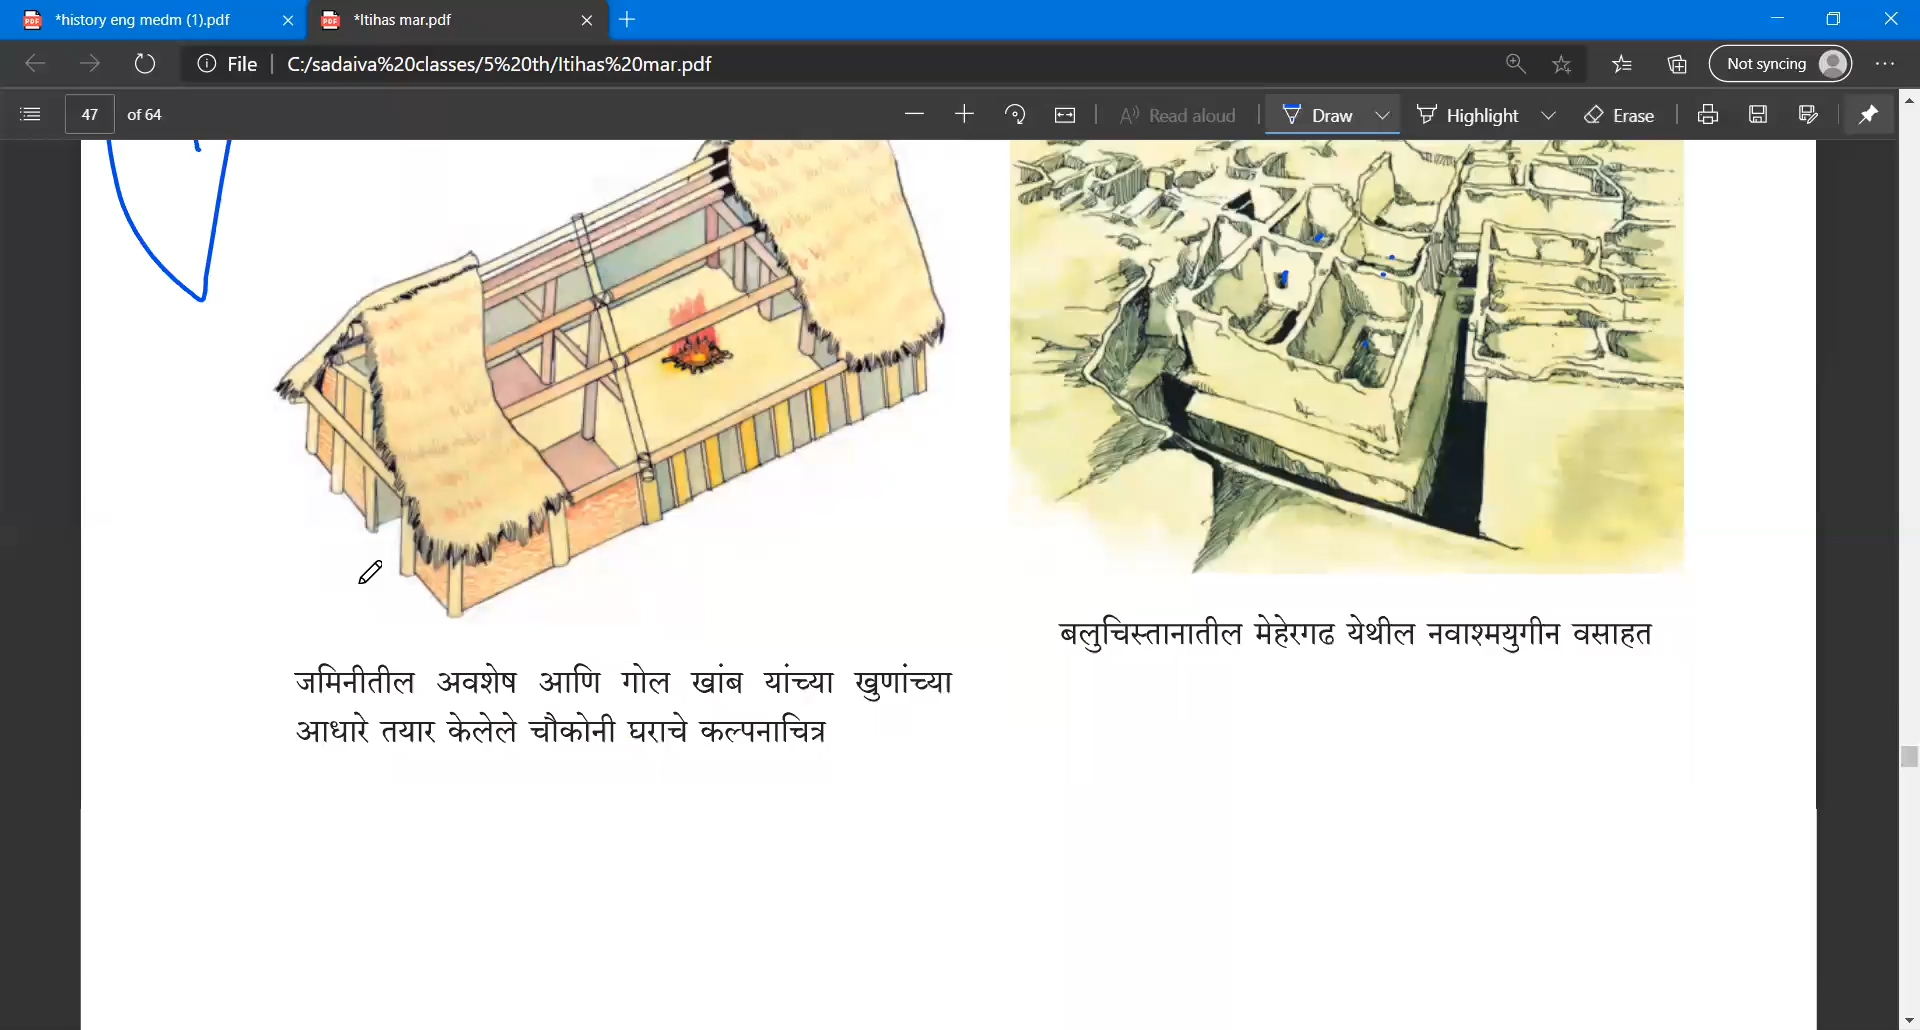 *history eng medm (1).pdf
*Itihas mar.pdf
File
C:/sadaiva%20classes/5%20th/Itihas%20mar.pdf
Not syncing
47 of 64
Read aloud
Draw
Highlight
Erase
बलुचिस्तानातील मेहेरगढ येथील नवाश्मयुगीन वसाहत
जमिनीतील अवशेष आणि गोल खांब यांच्या खुणांच्या
आधारे तयार केलेले चौकोनी घराचे कल्पनाचित्र